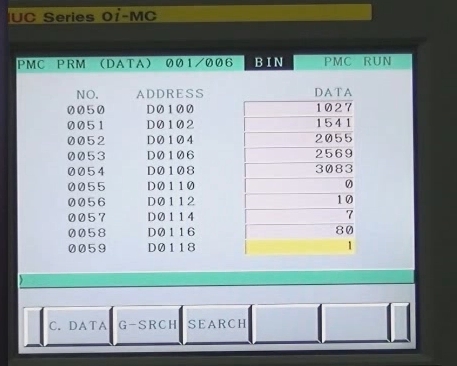 UC Series 0i-MC
PMC PRM (DATA) 001/006 BIN PMC RUN
NO. ADDRESS DATA
0050 D0100 1027
0051 D0102 1541
0052 D0104 2055
0053 D0106 2569
0054 D0108 3083
0055 D0110 0
0056 D0112 10
0057 D0114 7
0058 D0116 80
0059 D0118 1
)
C. DATA G-SRCH SEARCH